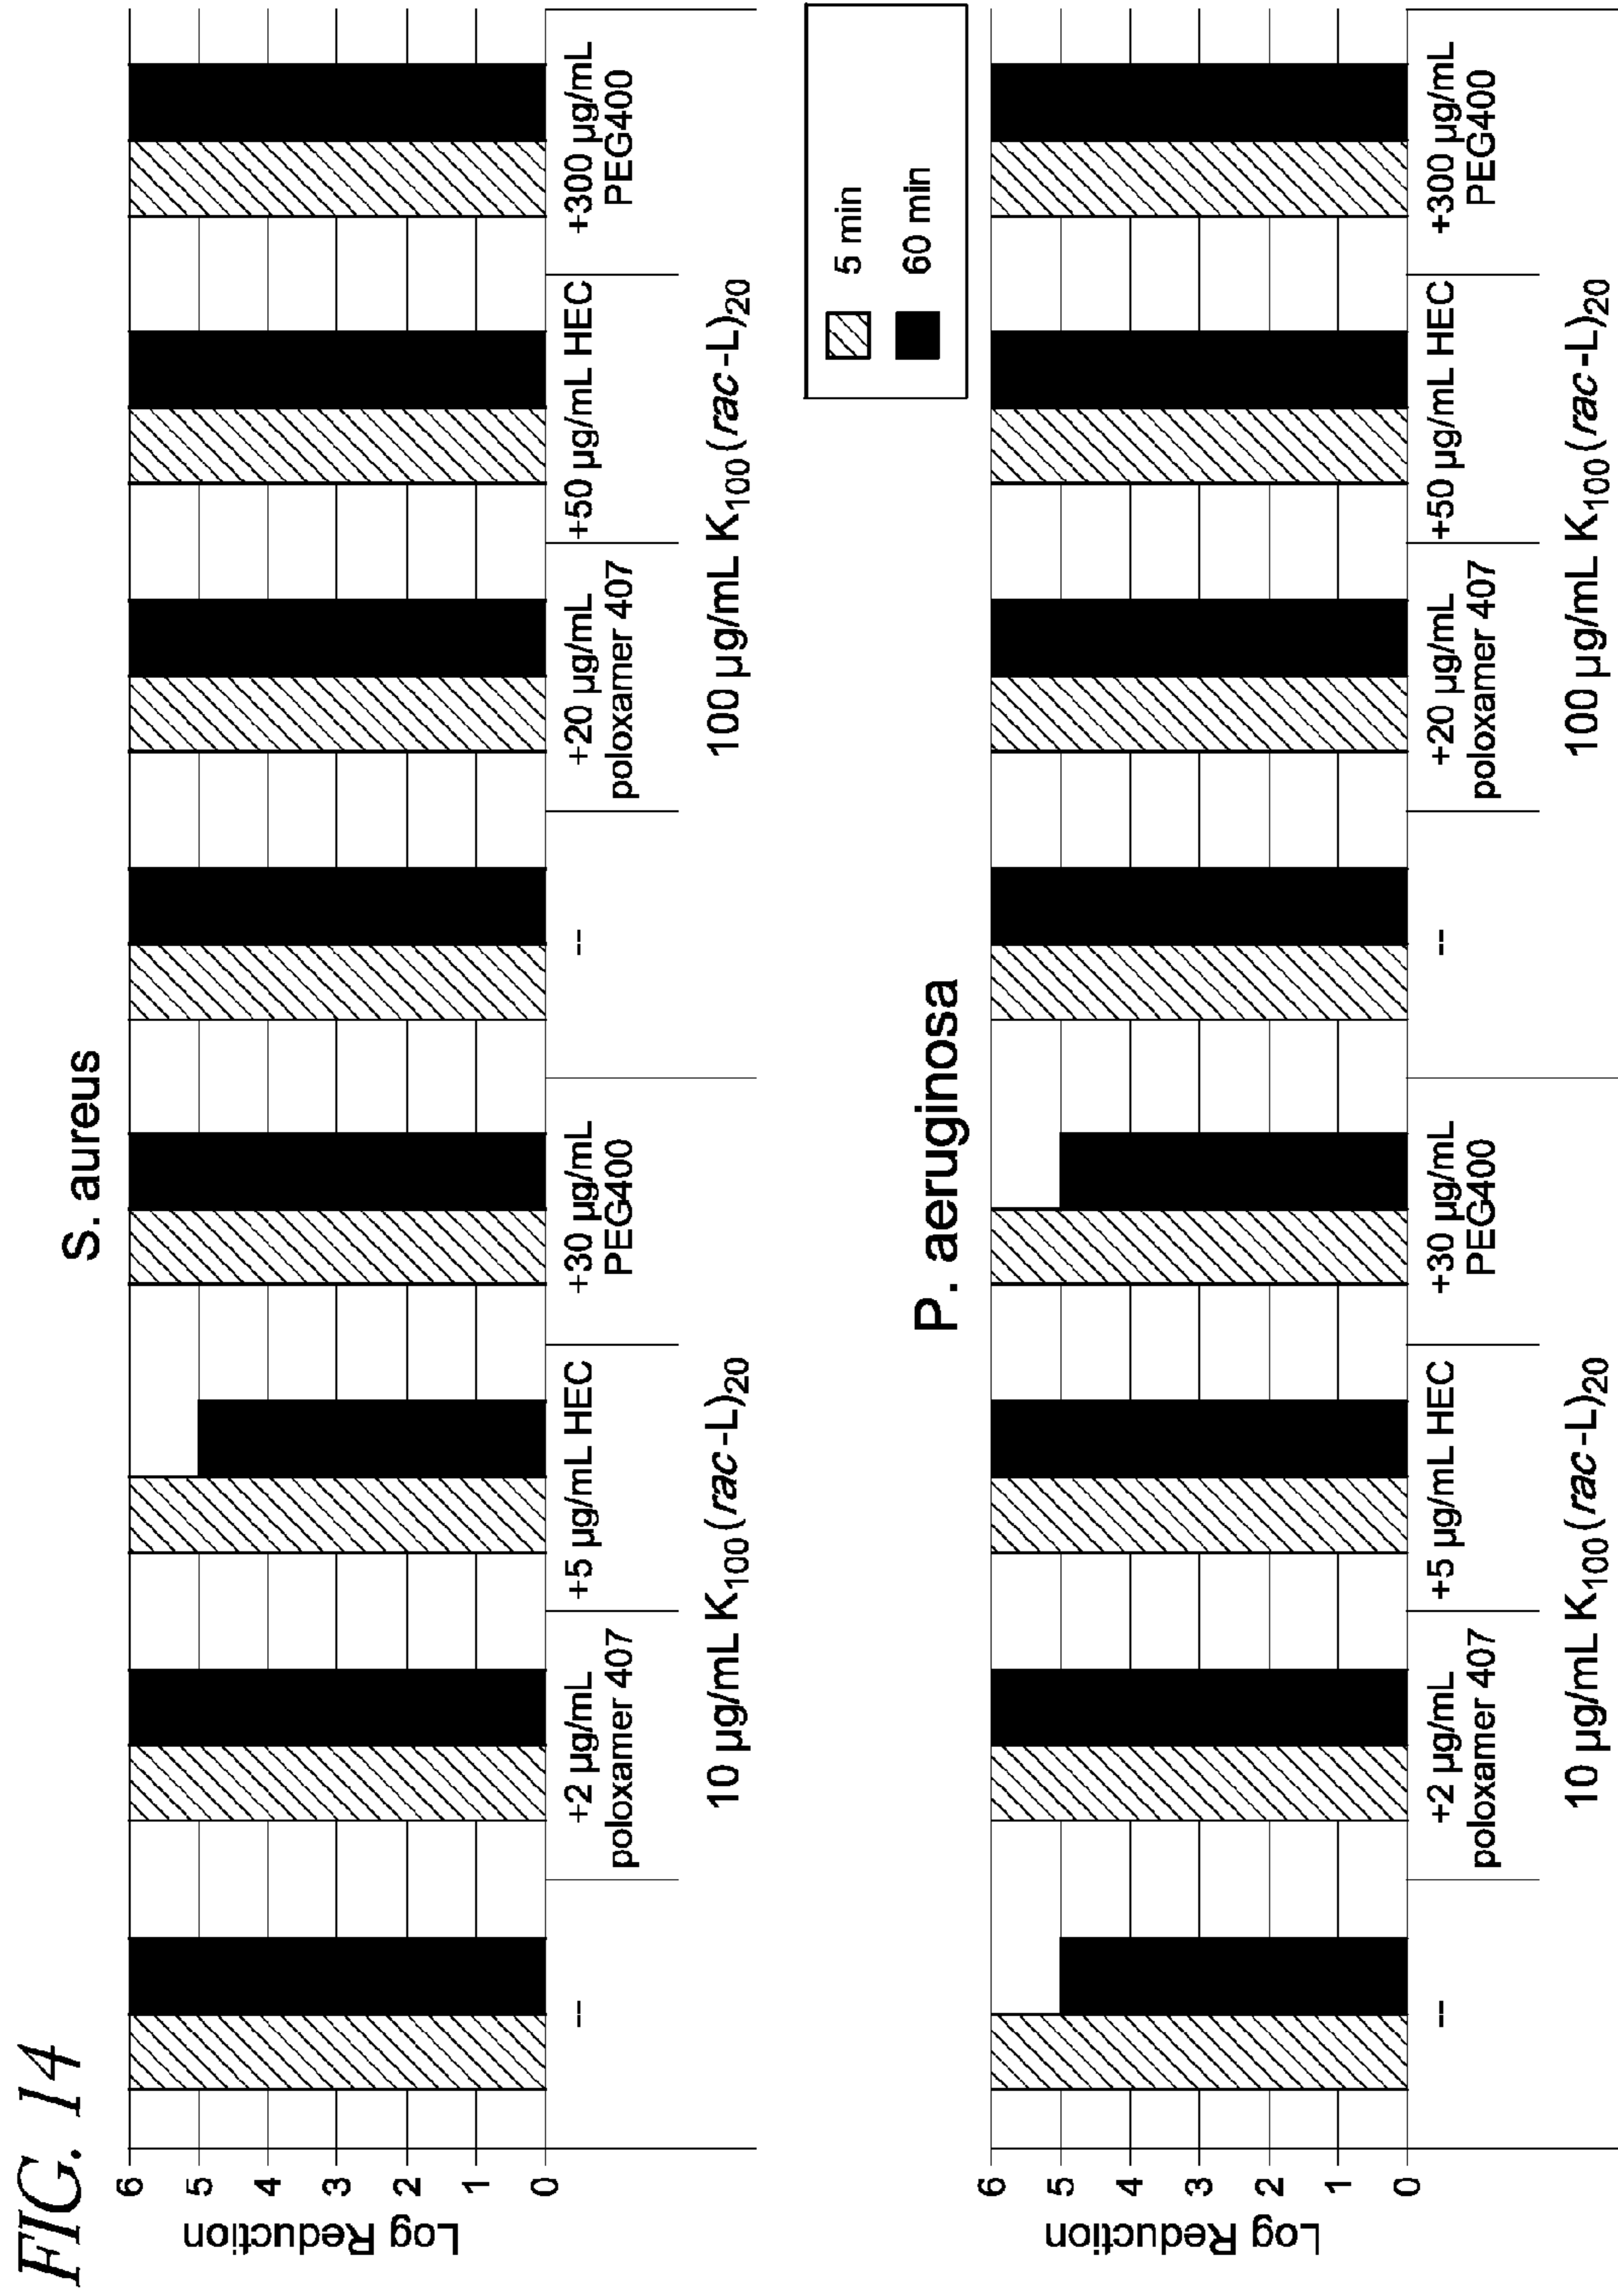 FIG. 14
S. aureus
Log Reduction
6
5
4
3
2
1
0
--
+2 µg/mL
poloxamer 407
+5 µg/mL HEC
+30 µg/mL
PEG400
--
+20 µg/mL
poloxamer 407
+50 µg/mL HEC
+300 µg/mL
PEG400
10 µg/mL K₁₀₀(rac-L)₂₀
100 µg/mL K₁₀₀(rac-L)₂₀
5 min
60 min
P. aeruginosa
Log Reduction
6
5
4
3
2
1
0
--
+2 µg/mL
poloxamer 407
+5 µg/mL HEC
+30 µg/mL
PEG400
--
+20 µg/mL
poloxamer 407
+50 µg/mL HEC
+300 µg/mL
PEG400
10 µg/mL K₁₀₀(rac-L)₂₀
100 µg/mL K₁₀₀(rac-L)₂₀